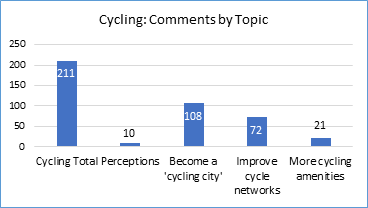 Cycling: Comments by Topic
250
200
150
100
50
0
211
10
108
72
21
Cycling Total
Perceptions
Become a
'cycling city'
Improve
cycle
networks
More cycling
amenities